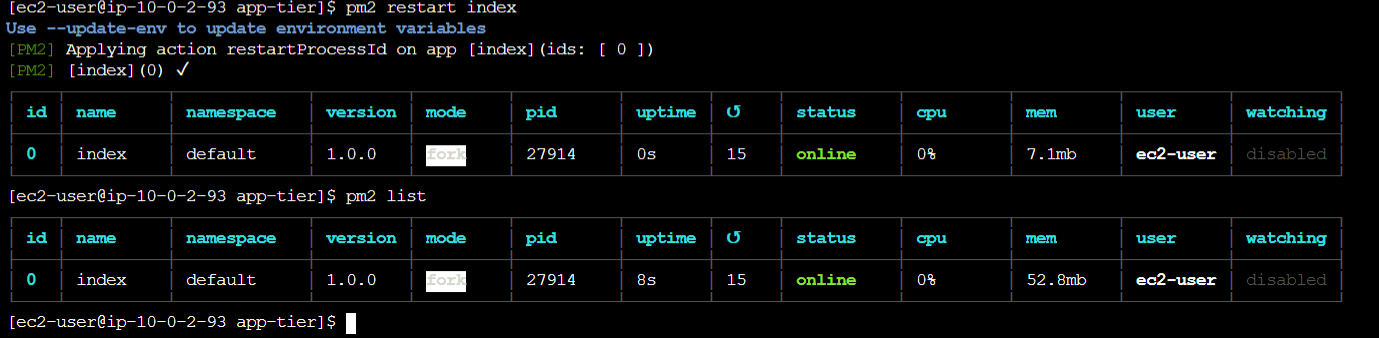 [ec2-user@ip-10-0-2-93 app-tier]$ pm2 restart index
Use --update-env to update environment variables
[PM2] Applying action restartProcessId on app [index](ids: [ 0 ])
[PM2] [index](0) ✓
id name namespace version mode pid uptime ↺ status cpu mem user watching
0 index default 1.0.0 fork 27914 0s 15 online 0% 7.1mb ec2-user disabled
[ec2-user@ip-10-0-2-93 app-tier]$ pm2 list
id name namespace version mode pid uptime ↺ status cpu mem user watching
0 index default 1.0.0 fork 27914 8s 15 online 0% 52.8mb ec2-user disabled
[ec2-user@ip-10-0-2-93 app-tier]$